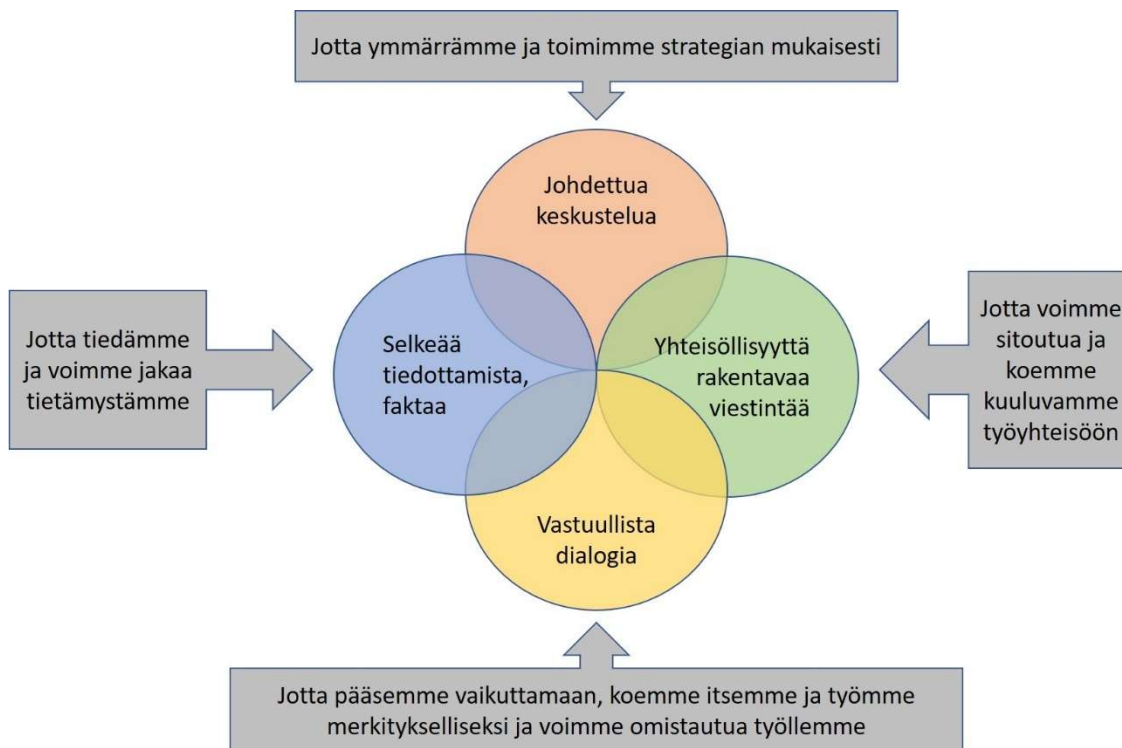 Jotta ymmärrämme ja toimimme strategian mukaisesti
Johdettua
keskustelua
Jotta tiedämme
ja voimme jakaa
tietämystämme
Selkeää
tiedottamista,
faktaa
Yhteisöllisyyttä
rakentavaa
viestintää
Jotta voimme
sitoutua ja
koemme
kuuluvamme
työyhteisöön
Vastuullista
dialogia
Jotta pääsemme vaikuttamaan, koemme itsemme ja työmme
merkitykselliseksi ja voimme omistautua työllemme